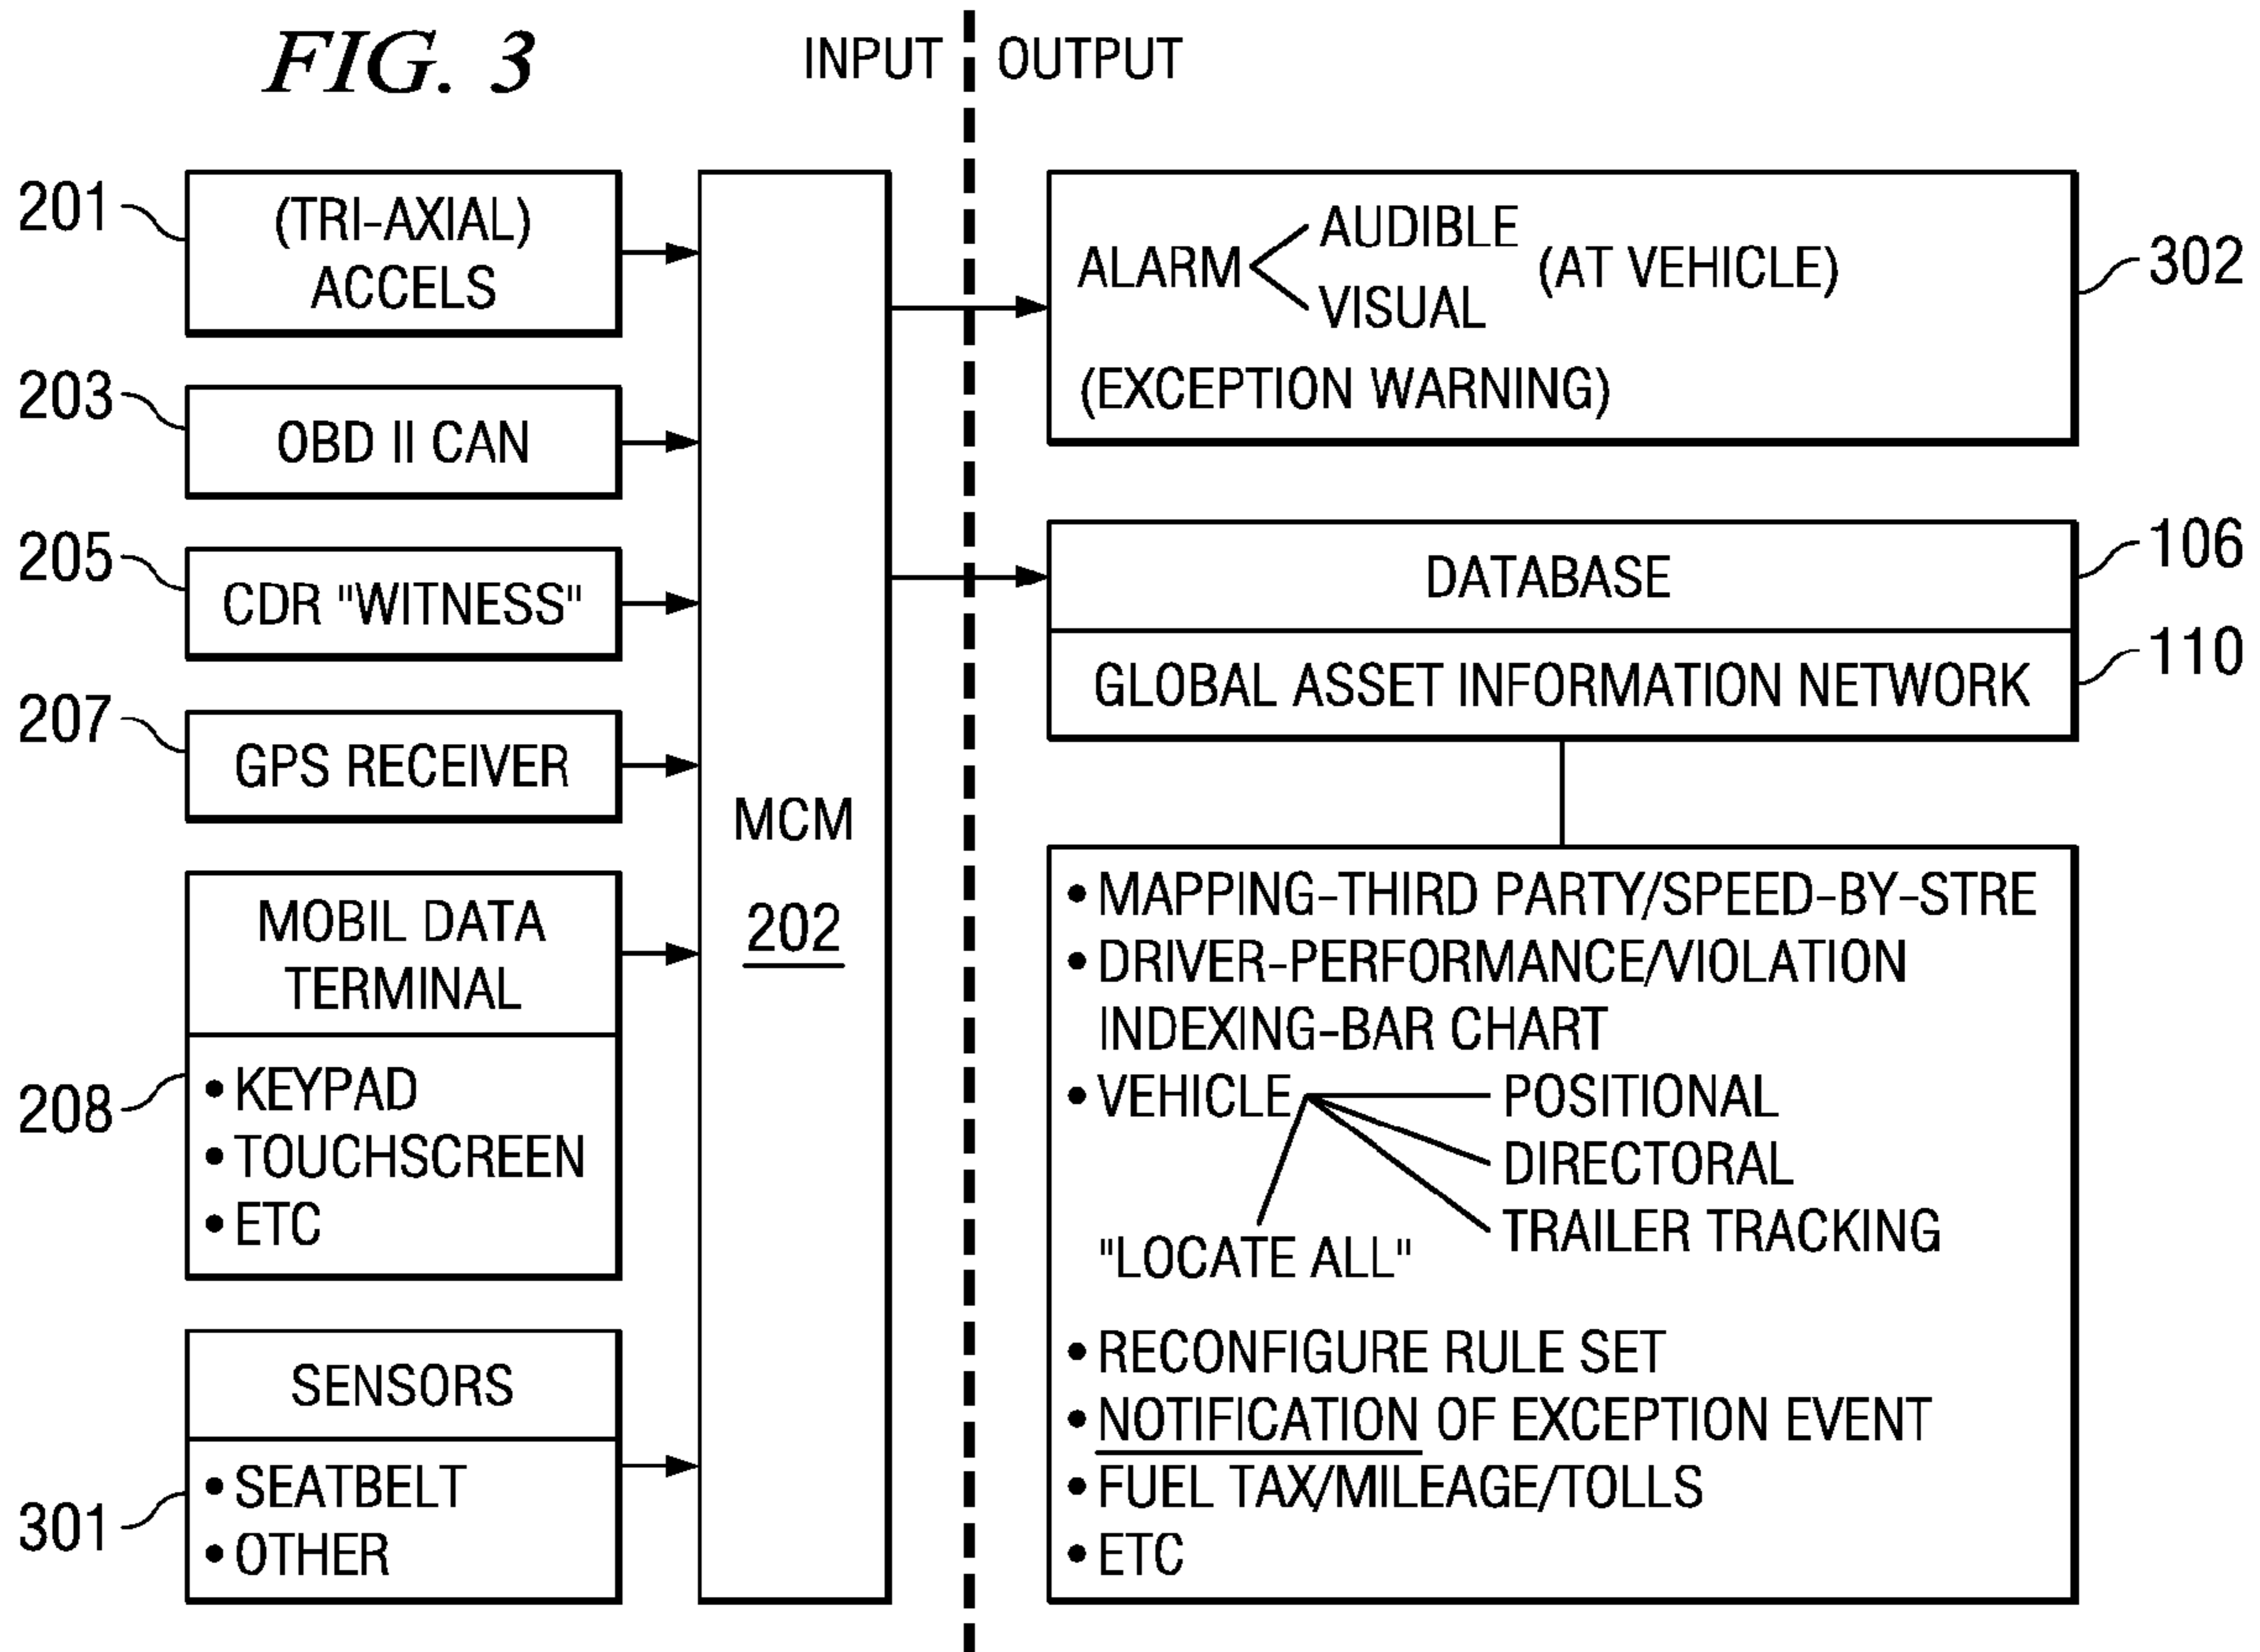 FIG. 3
INPUT
OUTPUT
201
(TRI-AXIAL)
ACCELS
203
OBD II CAN
205
CDR "WITNESS"
207
GPS RECEIVER
MOBIL DATA
TERMINAL
208
• KEYPAD
• TOUCHSCREEN
• ETC
SENSORS
301
• SEATBELT
• OTHER
MCM
202
ALARM
AUDIBLE
VISUAL
(AT VEHICLE)
(EXCEPTION WARNING)
302
DATABASE
106
GLOBAL ASSET INFORMATION NETWORK
110
• MAPPING-THIRD PARTY/SPEED-BY-STRE
• DRIVER-PERFORMANCE/VIOLATION
INDEXING-BAR CHART
• VEHICLE
POSITIONAL
DIRECTORAL
TRAILER TRACKING
"LOCATE ALL"
• RECONFIGURE RULE SET
• NOTIFICATION OF EXCEPTION EVENT
• FUEL TAX/MILEAGE/TOLLS
• ETC